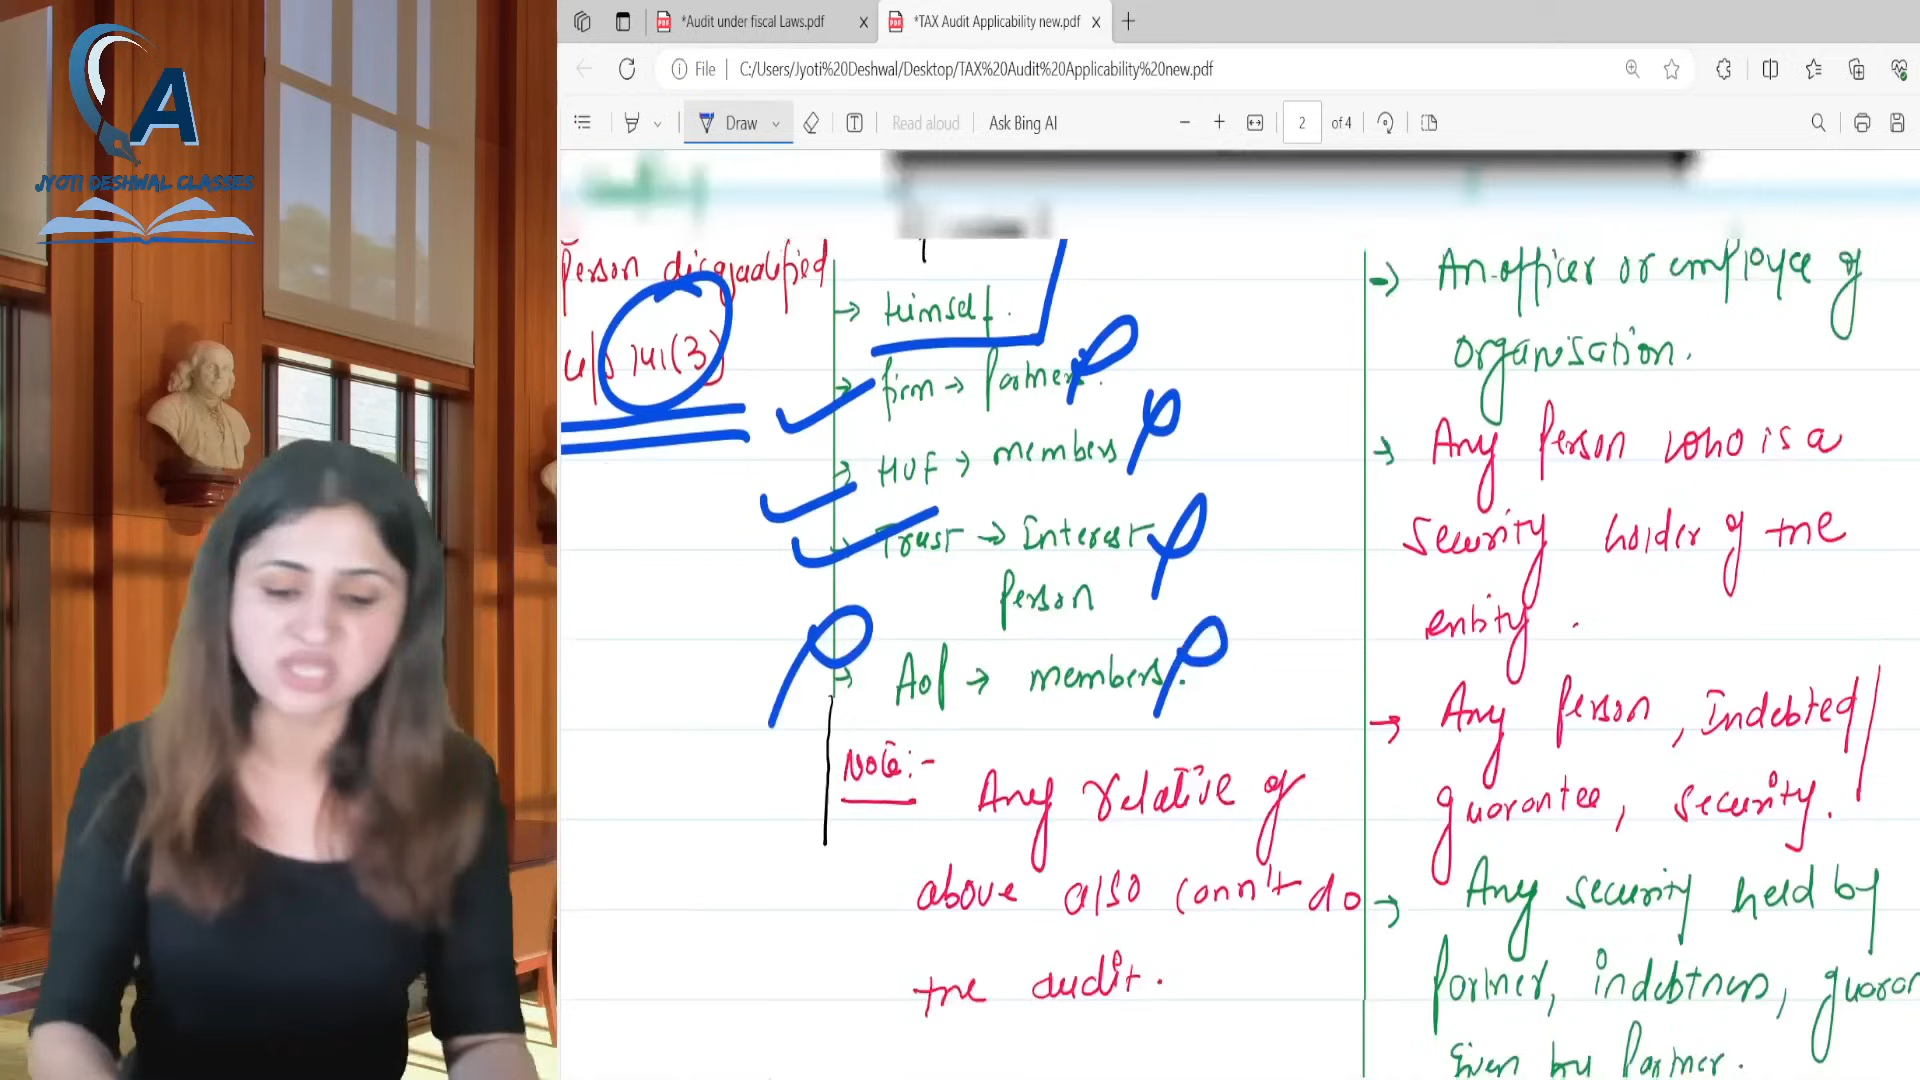 A
JYOTI DESHWAL CLASSES
*Audit under fiscal Laws.pdf
*TAX Audit Applicability new.pdf
File
C:/Users/Jyoti%20Deshwal/Desktop/TAX%20Audit%20Applicability%20new.pdf
Draw
Read aloud
Ask Bing AI
2
of 4
Person disqualified
u/s 141(3)
→ Himself.
→ firm → Partners.
→ HUF → members
→ Trust → Interest
Person
→ AOP → members.
Note:-
Any relative of
above also cann't do
the audit.
→ An officer or employee of
organisation.
→ Any Person who is a
security holder of the
entity.
→ Any Person, Indebted/
guarantee, security.
→ Any security held by
Partner, indebtness, guaran
Given by Partner.